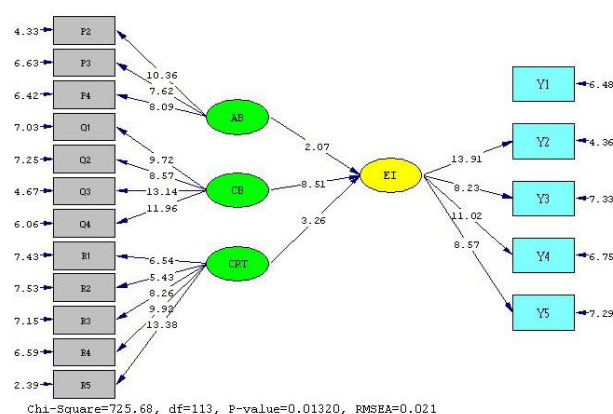 4.33 P2
6.63 P3
6.42 P4
7.03 Q1
7.25 Q2
4.67 Q3
6.06 Q4
7.43 R1
7.53 R2
7.15 R3
6.59 R4
2.39 R5
10.36
7.62
8.09
9.72
8.57
13.14
11.96
6.54
5.43
8.26
9.92
13.38
AB
CB
CRT
2.07
8.51
3.26
EI
13.91
8.23
11.02
8.57
Y1 6.48
Y2 4.36
Y3 7.33
Y4 6.75
Y5 7.29
Chi-Square=725.68, df=113, P-value=0.01320, RMSEA=0.021